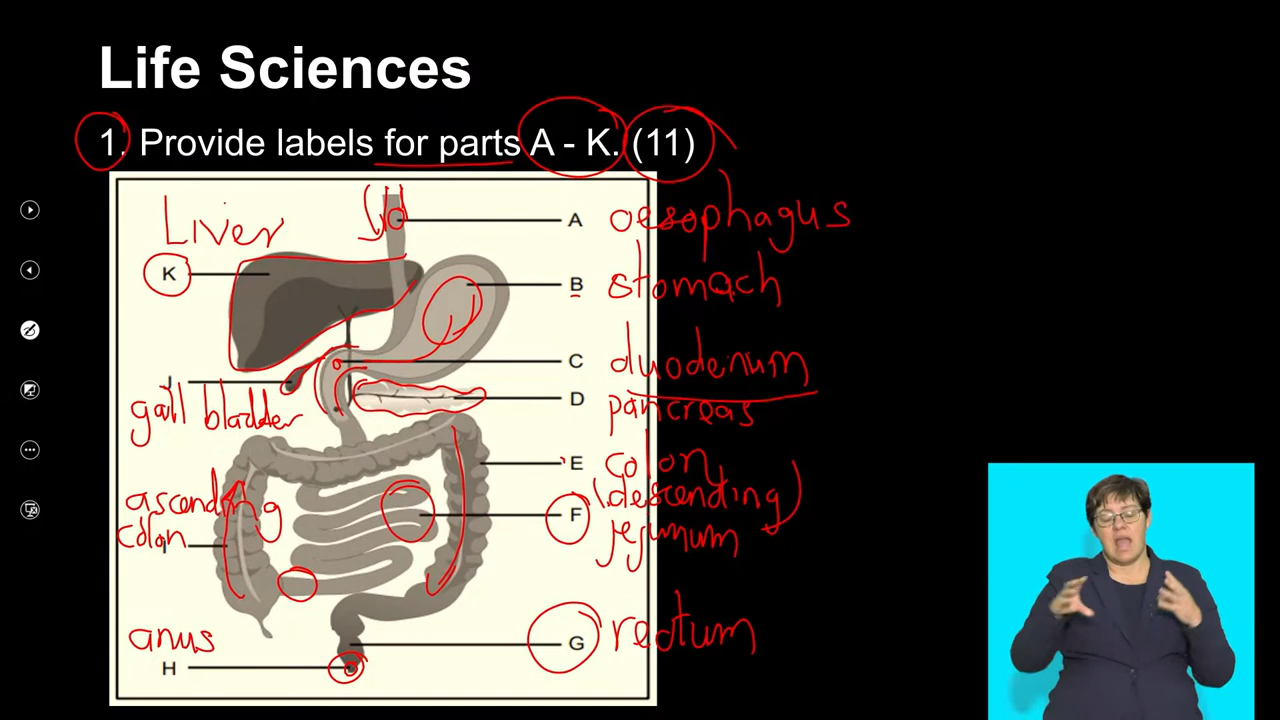 Life Sciences
1. Provide labels for parts A - K. (11)
Liver
A oesophagus
K
B stomach
C duodenum
J
D pancreas
gall bladder
E colon
(descending)
ascending
F jejunum
colon
I
anus
G rectum
H